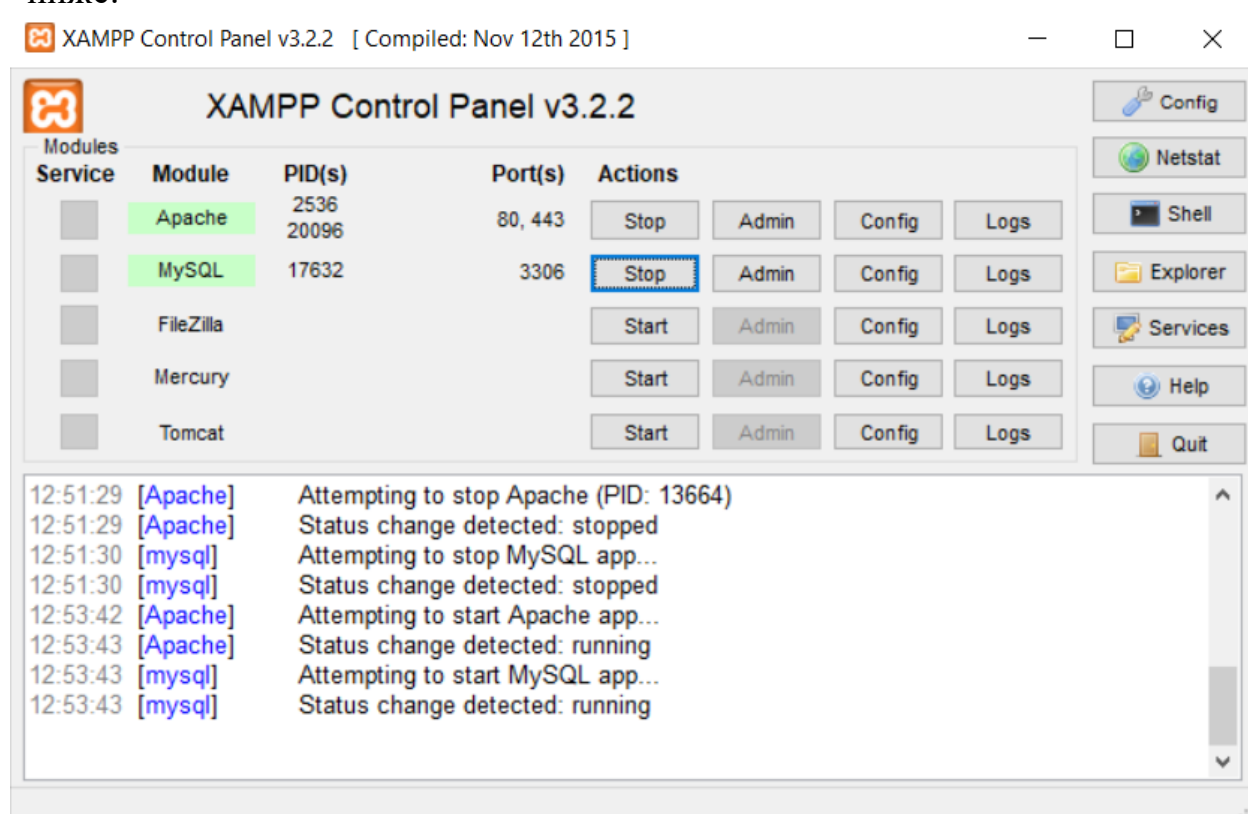 ниже.
XAMPP Control Panel v3.2.2 [ Compiled: Nov 12th 2015 ]
XAMPP Control Panel v3.2.2
Config
Modules
Service Module PID(s) Port(s) Actions
Netstat
Apache 2536 20096 80, 443 Stop Admin Config Logs
Shell
MySQL 17632 3306 Stop Admin Config Logs
Explorer
FileZilla Start Admin Config Logs
Services
Mercury Start Admin Config Logs
Help
Tomcat Start Admin Config Logs
Quit
12:51:29 [Apache] Attempting to stop Apache (PID: 13664)
12:51:29 [Apache] Status change detected: stopped
12:51:30 [mysql] Attempting to stop MySQL app...
12:51:30 [mysql] Status change detected: stopped
12:53:42 [Apache] Attempting to start Apache app...
12:53:43 [Apache] Status change detected: running
12:53:43 [mysql] Attempting to start MySQL app...
12:53:43 [mysql] Status change detected: running